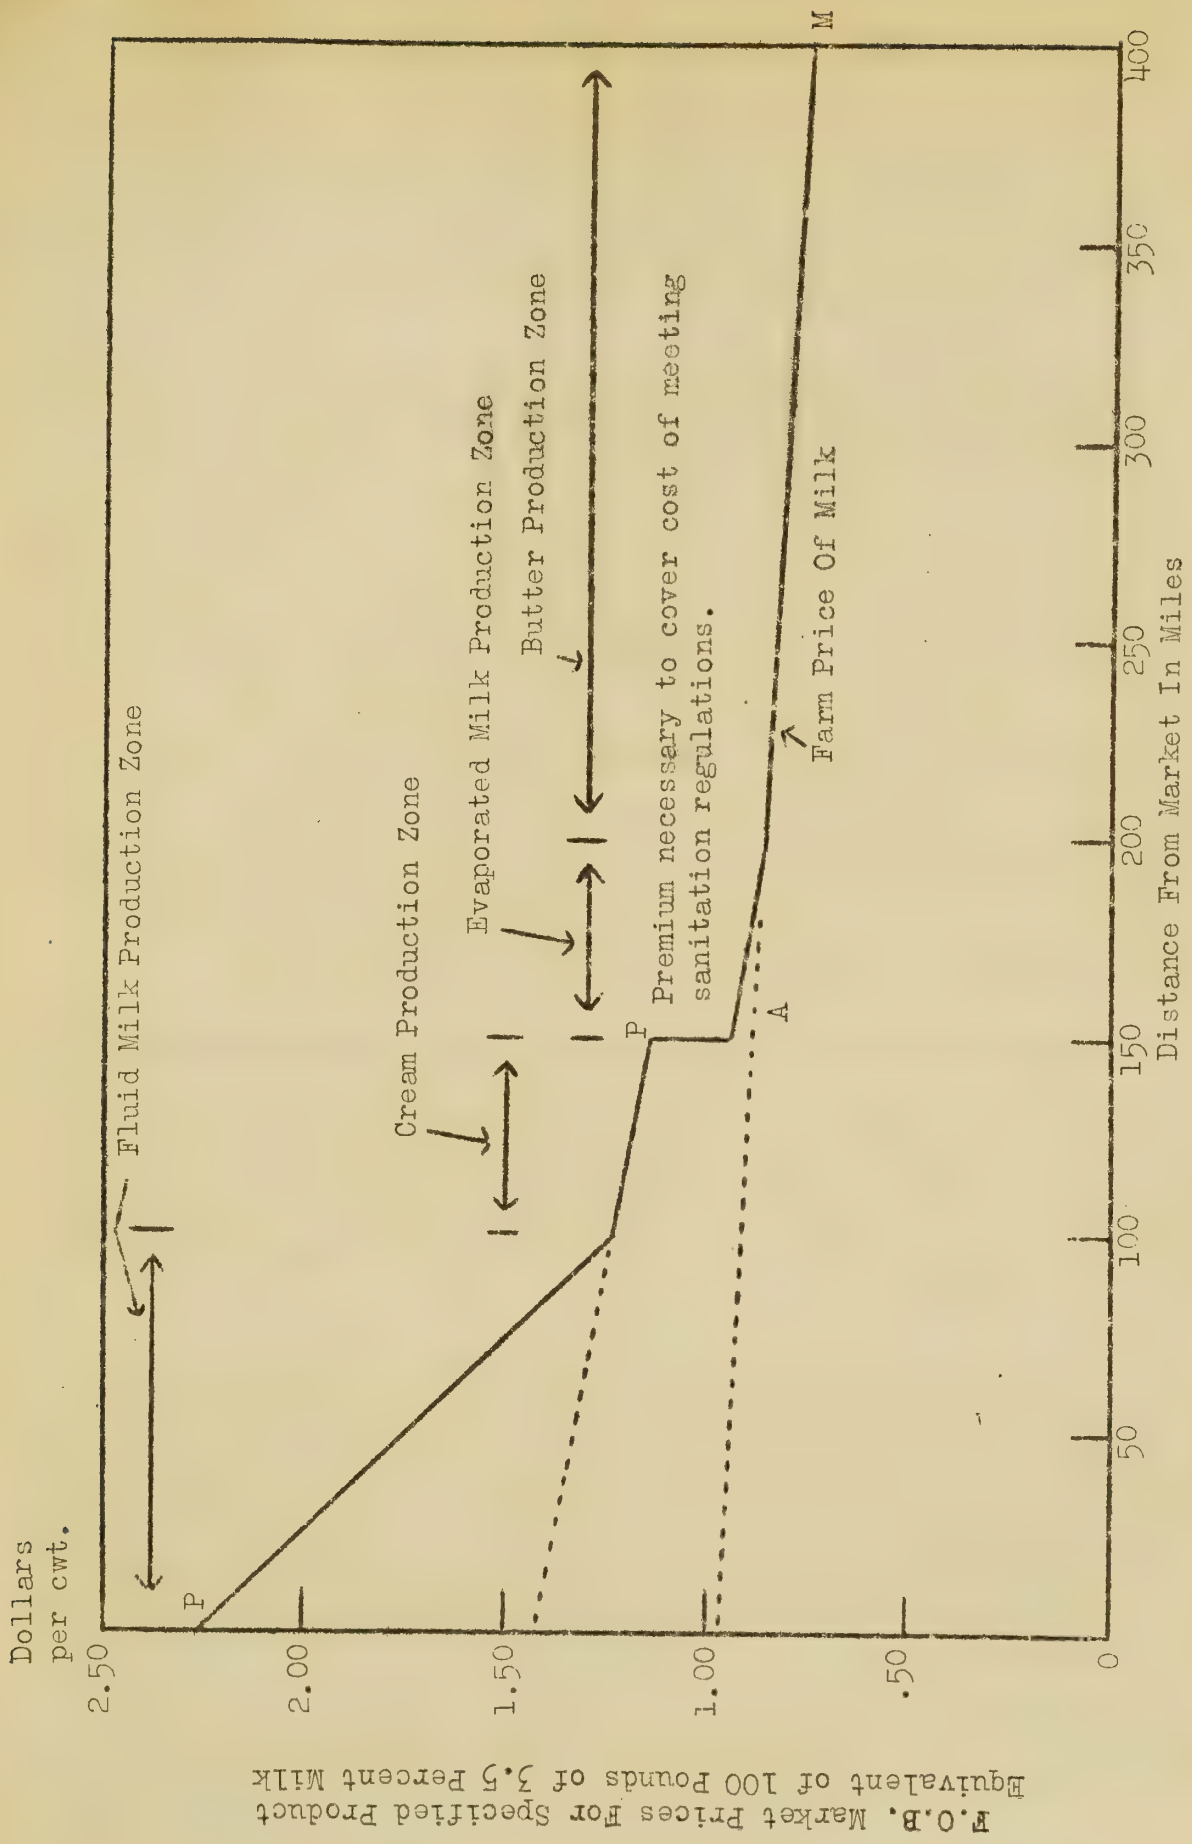 Dollars
per cwt.
F.O.B. Market Prices For Specified Product
Equivalent of 100 Pounds of 3.5 Percent Milk
2.50
2.00
1.50
1.00
.50
0
P
Fluid Milk Production Zone
Cream Production Zone
Evaporated Milk Production Zone
Butter Production Zone
P
Premium necessary to cover cost of meeting
sanitation regulations.
A
Farm Price Of Milk
M
50
100
150
200
250
300
350
400
Distance From Market In Miles